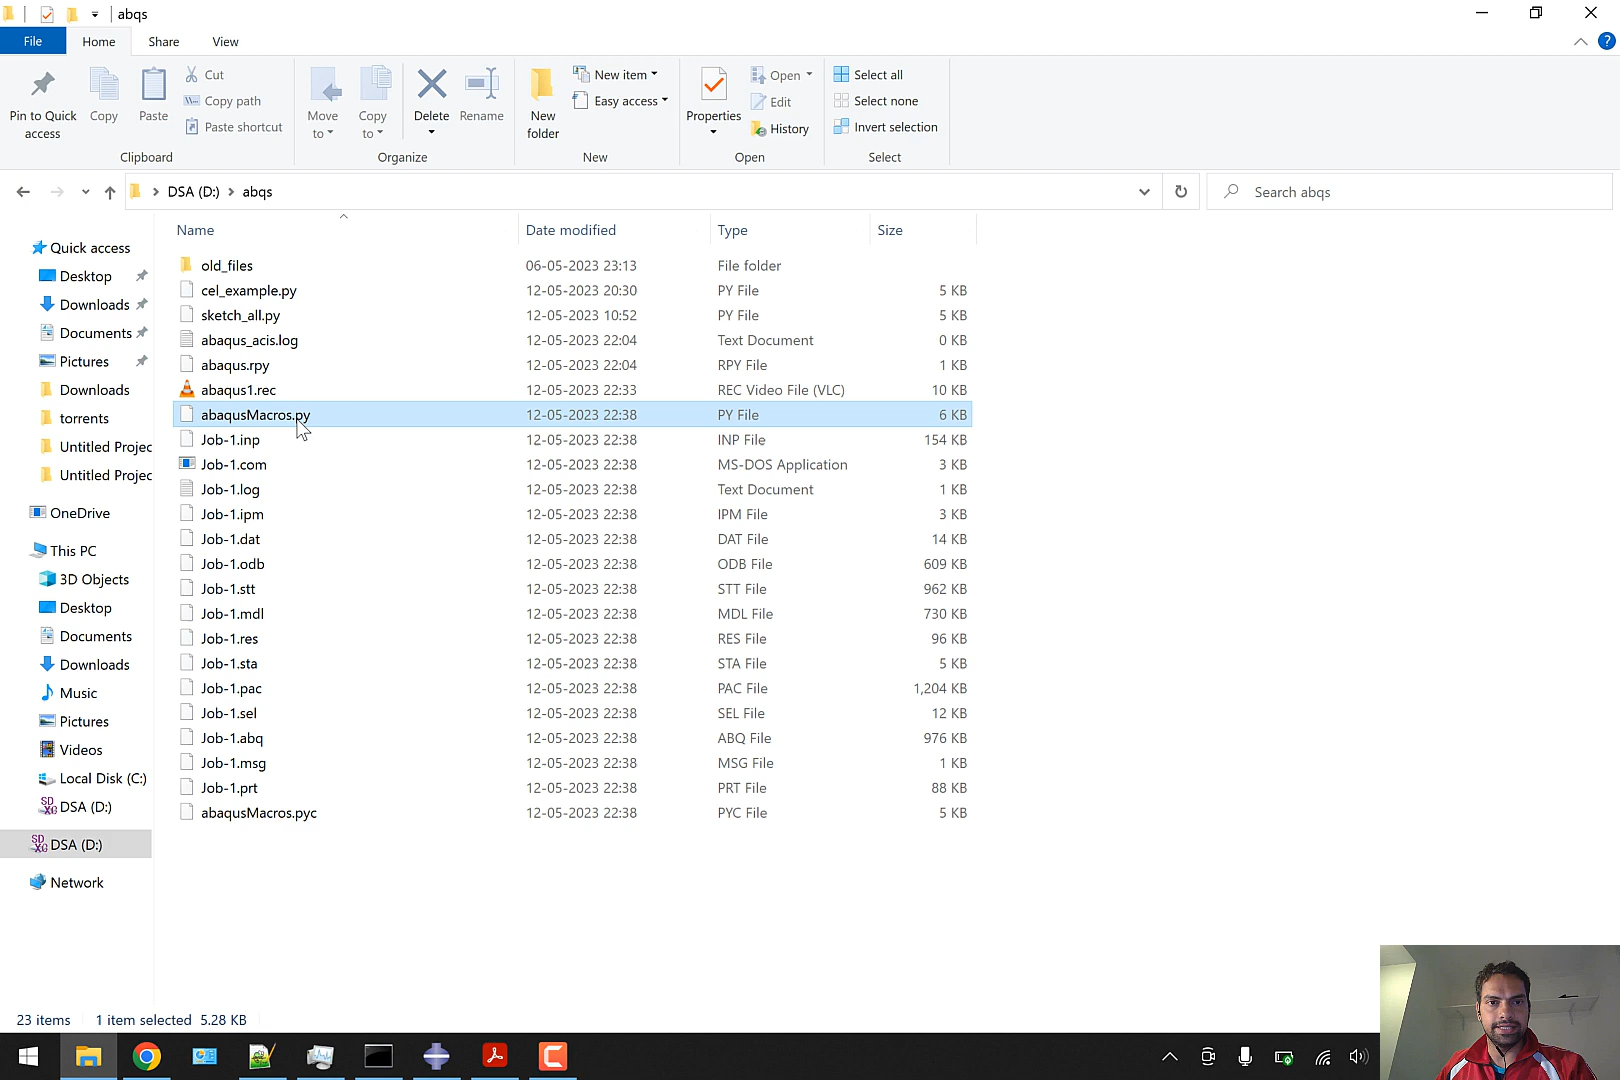 abqs
File Home Share View
Pin to Quick access
Copy
Paste
Cut
Copy path
Paste shortcut
Clipboard
Move to
Copy to
Delete
Rename
Organize
New folder
New item
Easy access
New
Properties
Open
Edit
History
Open
Select all
Select none
Invert selection
Select
DSA (D:) abqs
Search abqs
Name Date modified Type Size
Quick access
Desktop
Downloads
Documents
Pictures
Downloads
torrents
Untitled Projec
Untitled Projec
OneDrive
This PC
3D Objects
Desktop
Documents
Downloads
Music
Pictures
Videos
Local Disk (C:)
DSA (D:)
DSA (D:)
Network
old_files 06-05-2023 23:13 File folder
cel_example.py 12-05-2023 20:30 PY File 5 KB
sketch_all.py 12-05-2023 10:52 PY File 5 KB
abaqus_acis.log 12-05-2023 22:04 Text Document 0 KB
abaqus.rpy 12-05-2023 22:04 RPY File 1 KB
abaqus1.rec 12-05-2023 22:33 REC Video File (VLC) 10 KB
abaqusMacros.py 12-05-2023 22:38 PY File 6 KB
Job-1.inp 12-05-2023 22:38 INP File 154 KB
Job-1.com 12-05-2023 22:38 MS-DOS Application 3 KB
Job-1.log 12-05-2023 22:38 Text Document 1 KB
Job-1.ipm 12-05-2023 22:38 IPM File 3 KB
Job-1.dat 12-05-2023 22:38 DAT File 14 KB
Job-1.odb 12-05-2023 22:38 ODB File 609 KB
Job-1.stt 12-05-2023 22:38 STT File 962 KB
Job-1.mdl 12-05-2023 22:38 MDL File 730 KB
Job-1.res 12-05-2023 22:38 RES File 96 KB
Job-1.sta 12-05-2023 22:38 STA File 5 KB
Job-1.pac 12-05-2023 22:38 PAC File 1,204 KB
Job-1.sel 12-05-2023 22:38 SEL File 12 KB
Job-1.abq 12-05-2023 22:38 ABQ File 976 KB
Job-1.msg 12-05-2023 22:38 MSG File 1 KB
Job-1.prt 12-05-2023 22:38 PRT File 88 KB
abaqusMacros.pyc 12-05-2023 22:38 PYC File 5 KB
23 items 1 item selected 5.28 KB